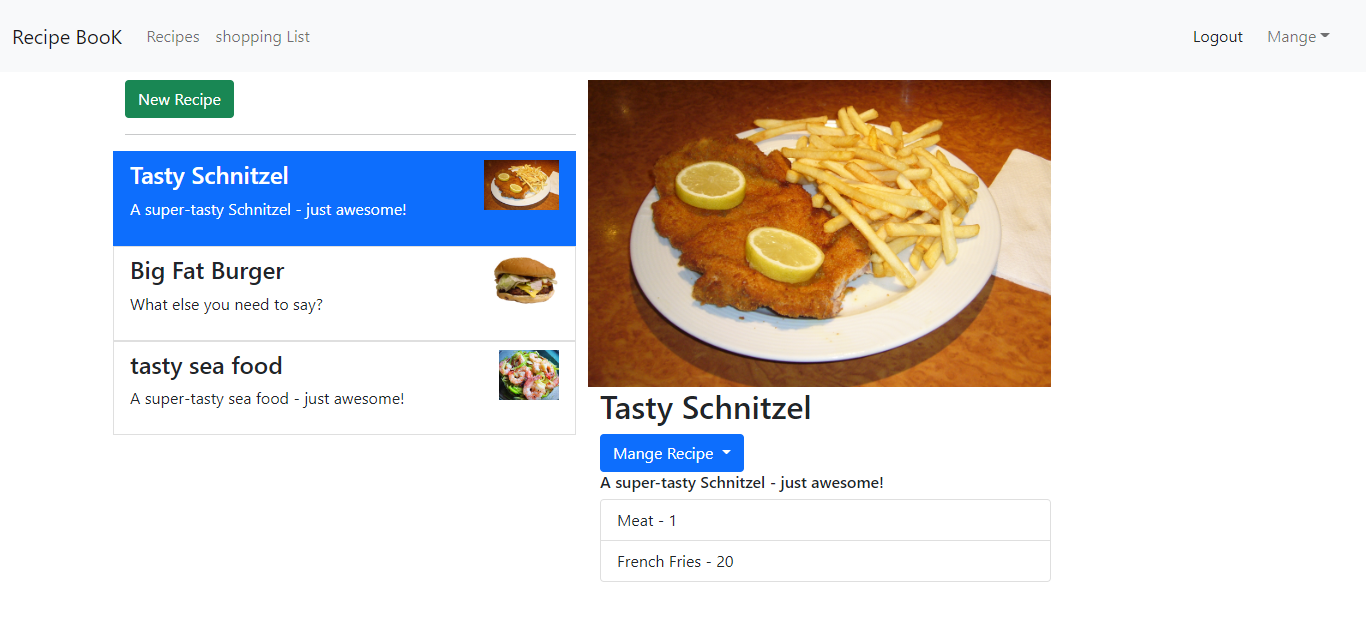 Recipe BooK Recipes shopping List Logout Mange
New Recipe
Tasty Schnitzel
A super-tasty Schnitzel - just awesome!
Big Fat Burger
What else you need to say?
tasty sea food
A super-tasty sea food - just awesome!
Tasty Schnitzel
Mange Recipe
A super-tasty Schnitzel - just awesome!
Meat - 1
French Fries - 20